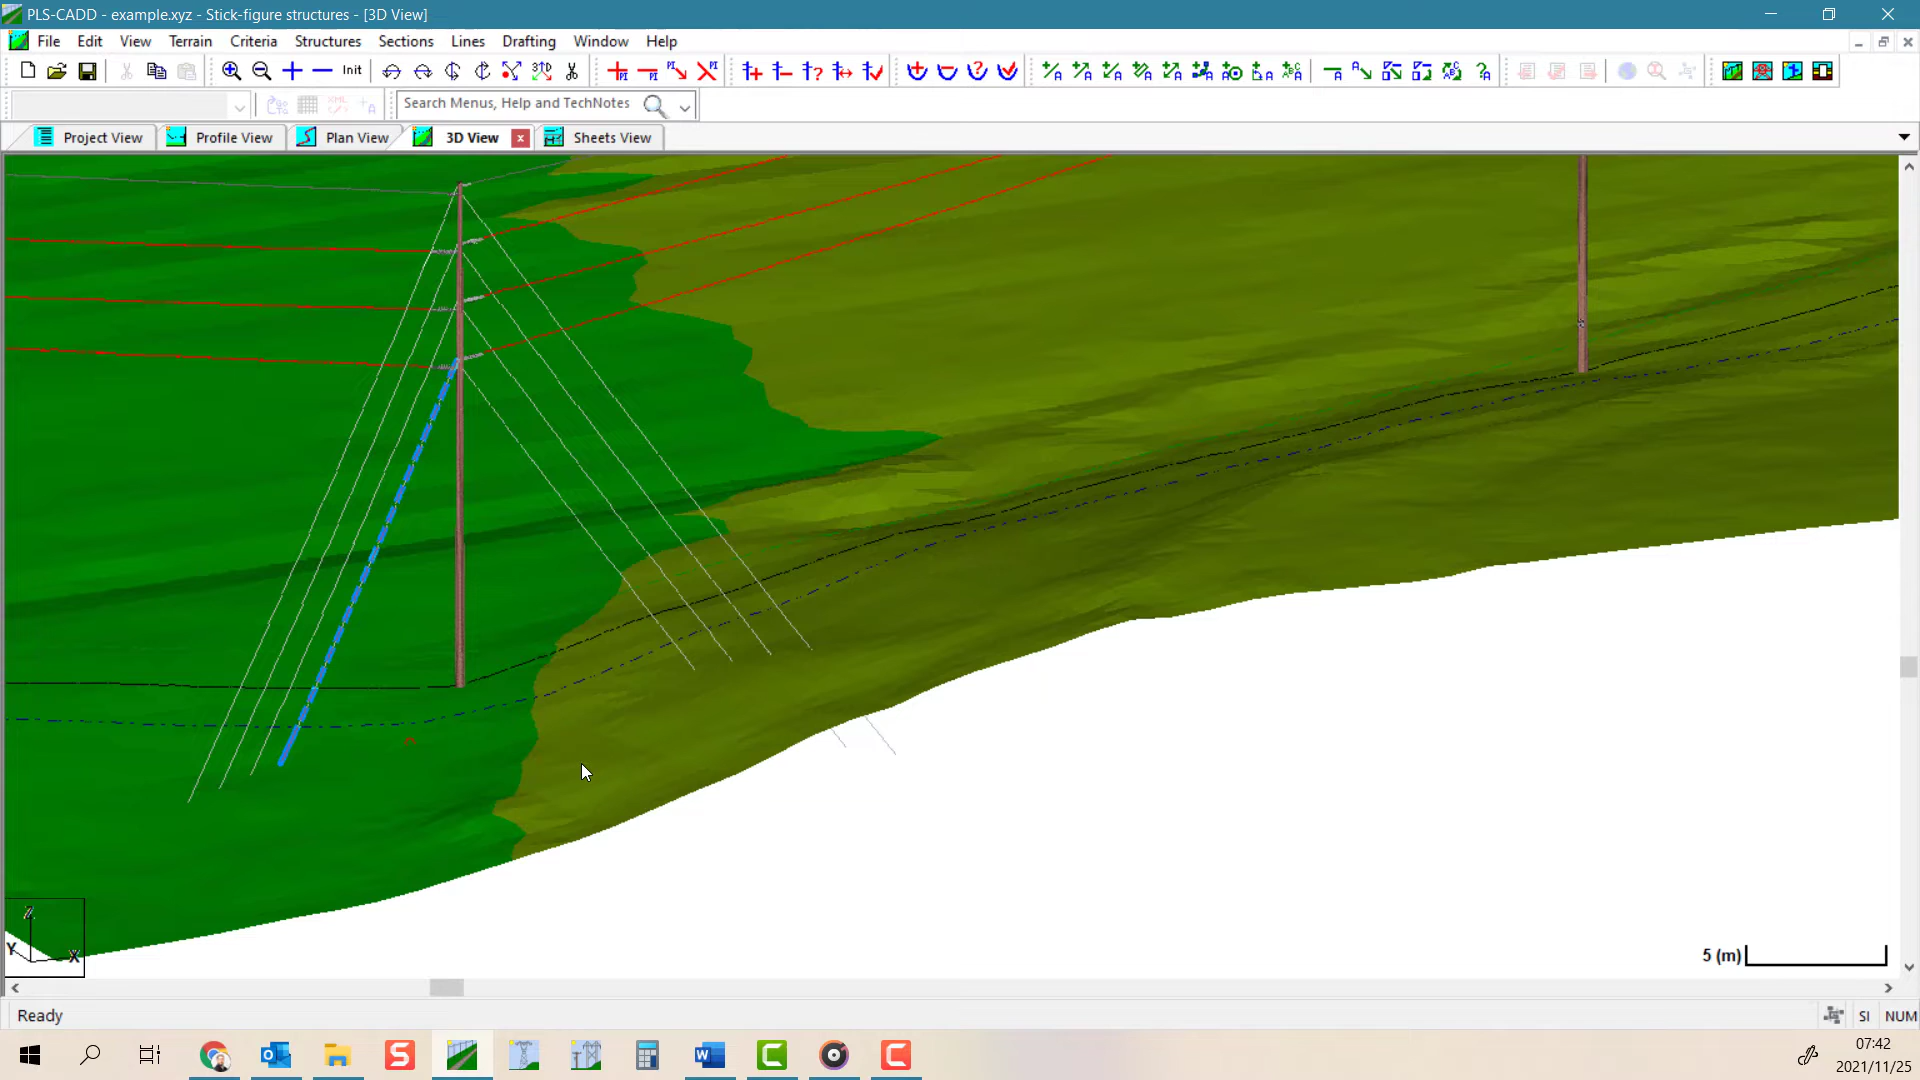 PLS-CADD - example.xyz - Stick-figure structures - [3D View]
File Edit View Terrain Criteria Structures Sections Lines Drafting Window Help
Init
Search Menus, Help and TechNotes
Project View Profile View Plan View 3D View Sheets View
Z
Y X
5 (m)
Ready SI NUM
07:42
2021/11/25